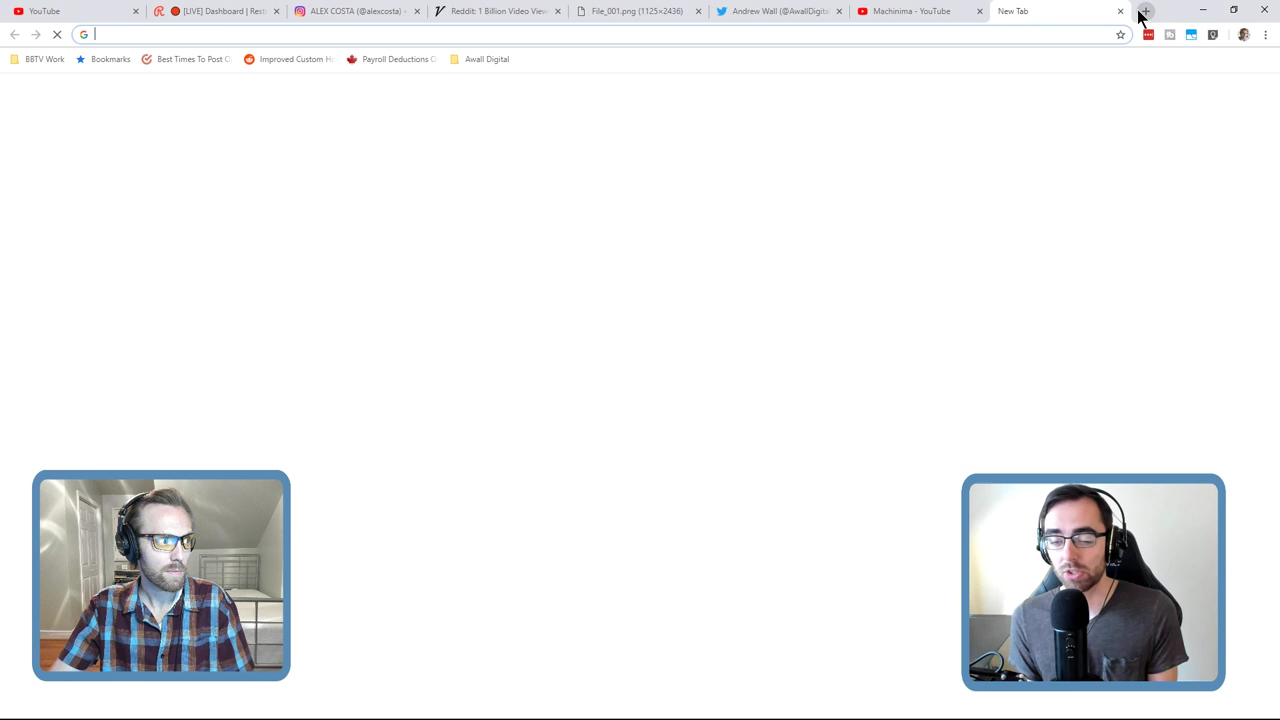 YouTube
[LIVE] Dashboard | Rest
ALEX COSTA (@alexcosta) •
Reddit: 1 Billion Video View
File_001.png (1125×2436)
Andrew Wall (@AwallDigita
Machinima - YouTube
New Tab
BBTV Work
Bookmarks
Best Times To Post O
Improved Custom H
Payroll Deductions O
Awall Digital